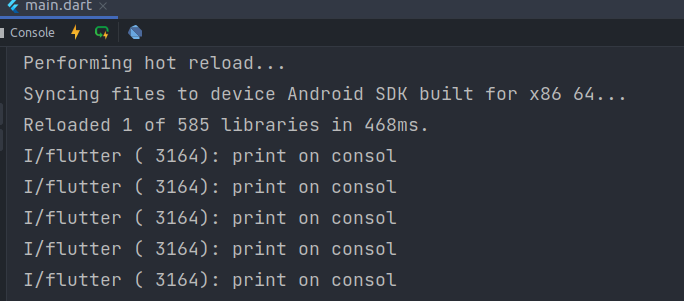 main.dart
Console
Performing hot reload...
Syncing files to device Android SDK built for x86 64...
Reloaded 1 of 585 libraries in 468ms.
I/flutter ( 3164): print on consol
I/flutter ( 3164): print on consol
I/flutter ( 3164): print on consol
I/flutter ( 3164): print on consol
I/flutter ( 3164): print on consol